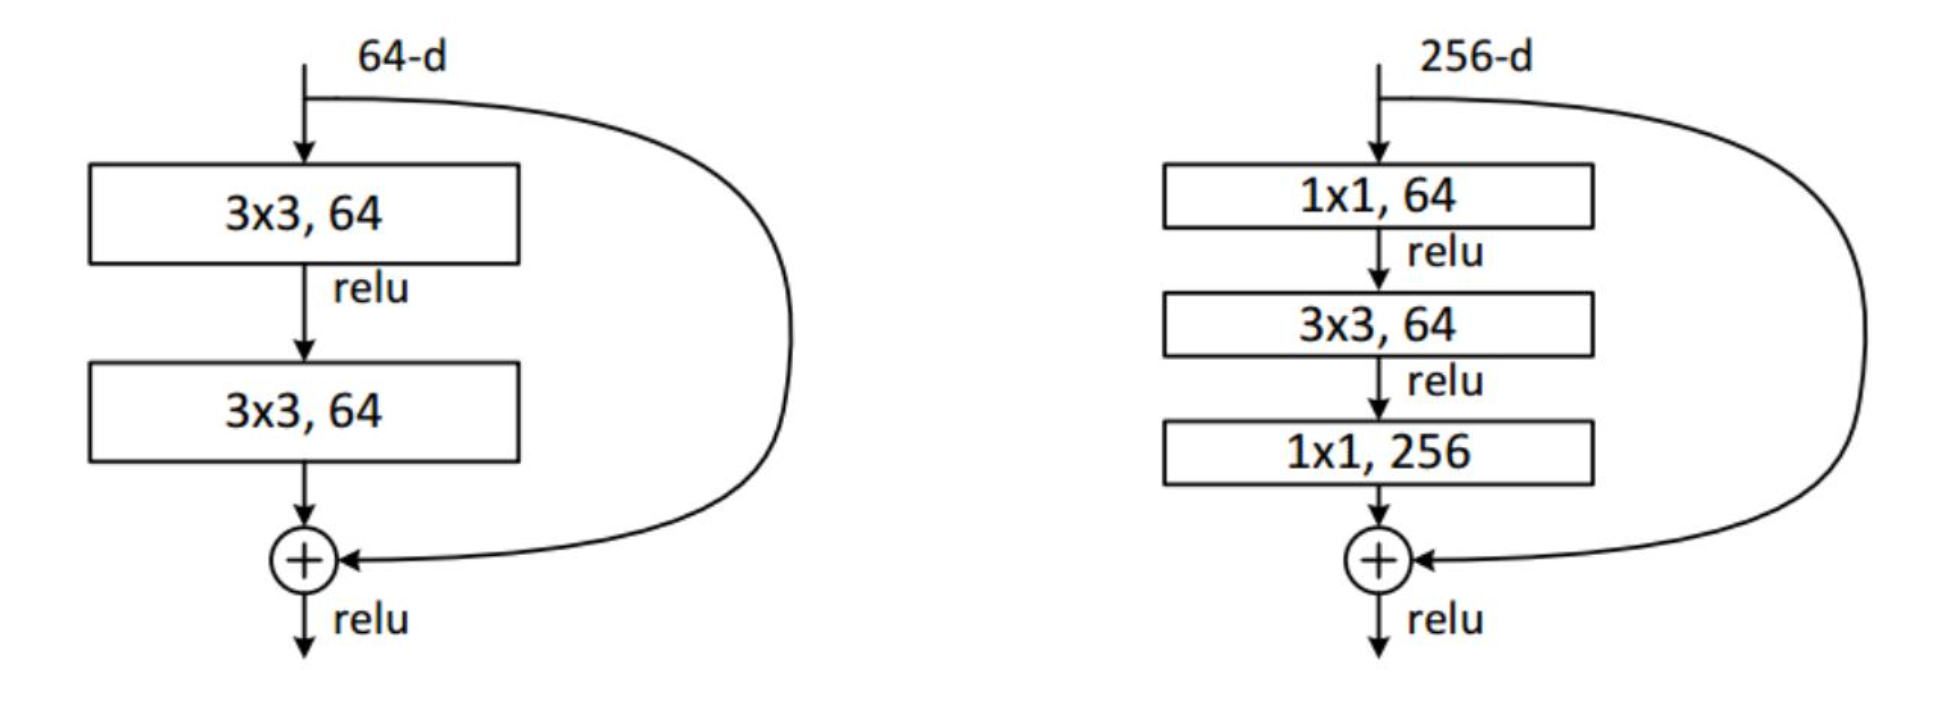 64-d
3x3, 64
relu
3x3, 64
relu
256-d
1x1, 64
relu
3x3, 64
relu
1x1, 256
relu